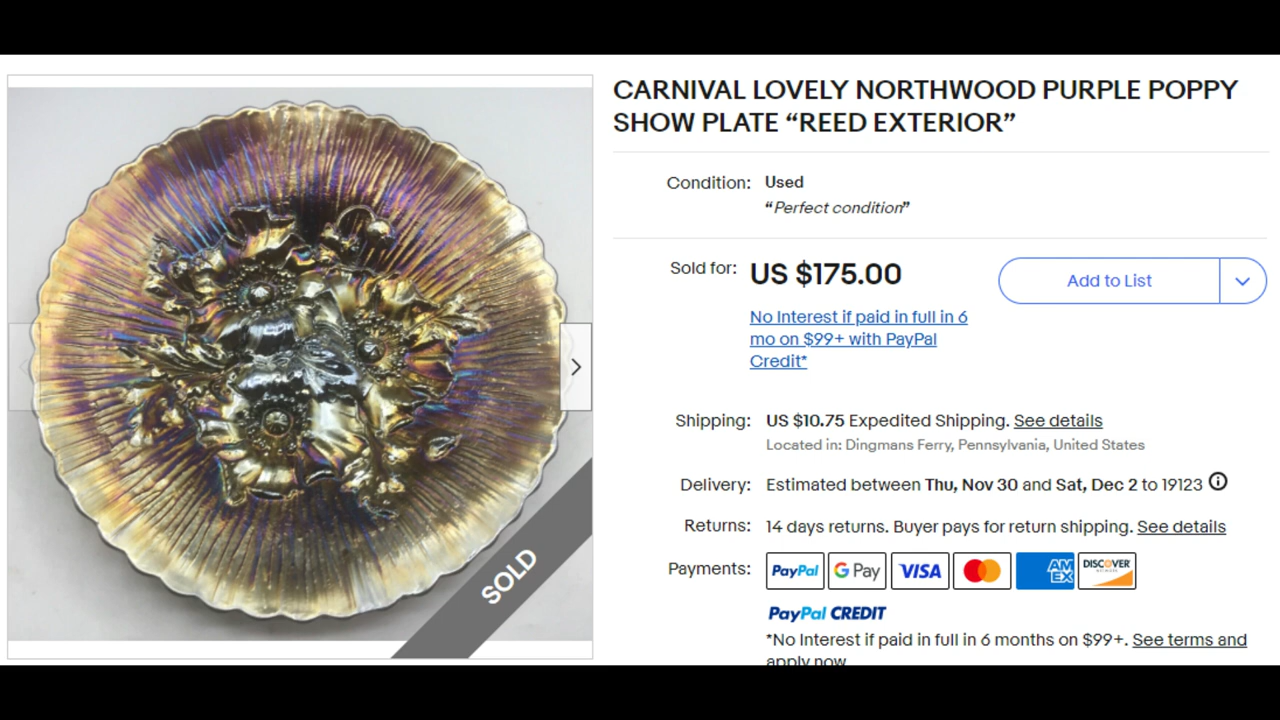 CARNIVAL LOVELY NORTHWOOD PURPLE POPPY
SHOW PLATE “REED EXTERIOR”
Condition: Used
“Perfect condition”
Sold for: US $175.00
Add to List
No Interest if paid in full in 6
mo on $99+ with PayPal
Credit*
Shipping: US $10.75 Expedited Shipping. See details
Located in: Dingmans Ferry, Pennsylvania, United States
Delivery: Estimated between Thu, Nov 30 and Sat, Dec 2 to 19123
Returns: 14 days returns. Buyer pays for return shipping. See details
Payments: PayPal G Pay VISA AM EX DISCOVER
PayPal CREDIT
*No Interest if paid in full in 6 months on $99+. See terms and
apply now
SOLD